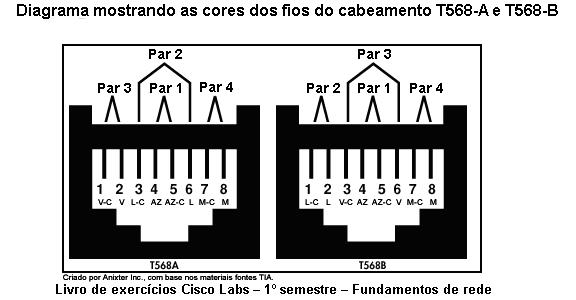 Diagrama mostrando as cores dos fios do cabeamento T568-A e T568-B
Par 2
Par 3 Par 1 Par 4
1 2 3 4 5 6 7 8
V-C V L-C AZ AZ-C L M-C M
T568A
Par 3
Par 2 Par 1 Par 4
1 2 3 4 5 6 7 8
L-C L V-C AZ AZ-C V M-C M
T568B
Criado por Anixter Inc., com base nos materiais fontes TIA.
Livro de exercícios Cisco Labs – 1º semestre – Fundamentos de rede